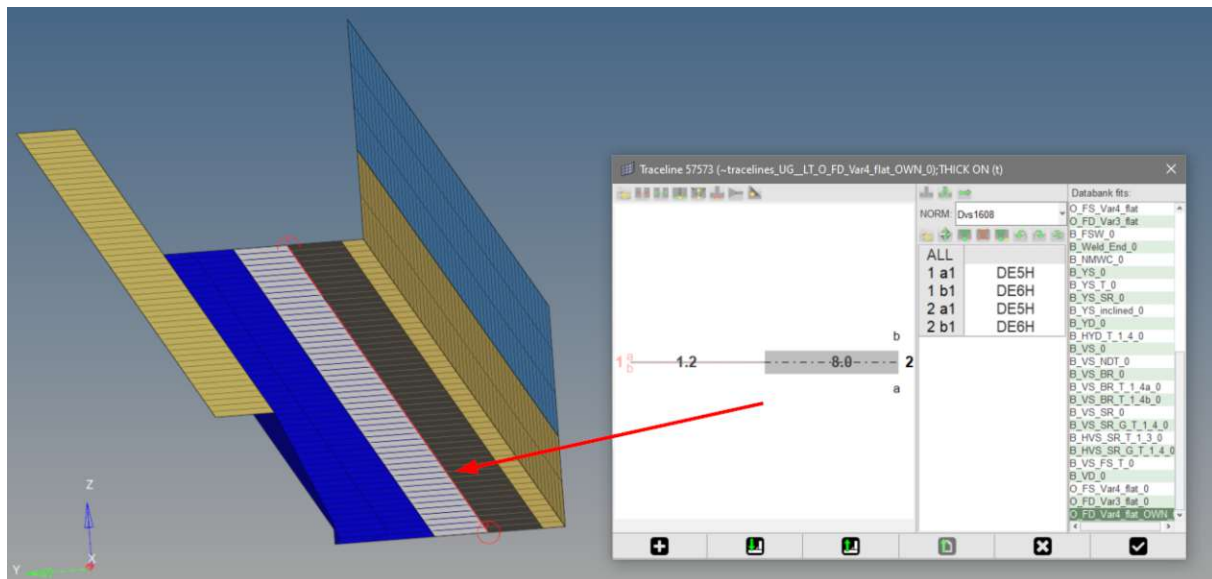 Traceline 57573 (~tracelines_UG__LT_O_FD_Var4_flat_OWN_0);THICK ON (t)
Databank fits:
NORM: Dvs1608
ALL
1 a1 DE5H
1 b1 DE6H
2 a1 DE5H
2 b1 DE6H
b
1 a b 1.2 8.0 2
a
O_FS_Var4_flat
O_FD_Var3_flat
B_FSW_0
B_Weld_End_0
B_NMWC_0
B_YS_0
B_YS_T_0
B_YS_SR_0
B_YS_inclined_0
B_YD_0
B_HYD_T_1_4_0
B_VS_0
B_VS_NDT_0
B_VS_BR_0
B_VS_BR_T_1_4a_0
B_VS_BR_T_1_4b_0
B_VS_SR_0
B_VS_SR_G_T_1_4_0
B_HVS_SR_T_1_3_0
B_HVS_SR_G_T_1_4_0
B_VS_FS_T_0
B_VD_0
O_FS_Var4_flat_0
O_FD_Var3_flat_0
O_FD_Var4_flat_OWN
Z
X
Y